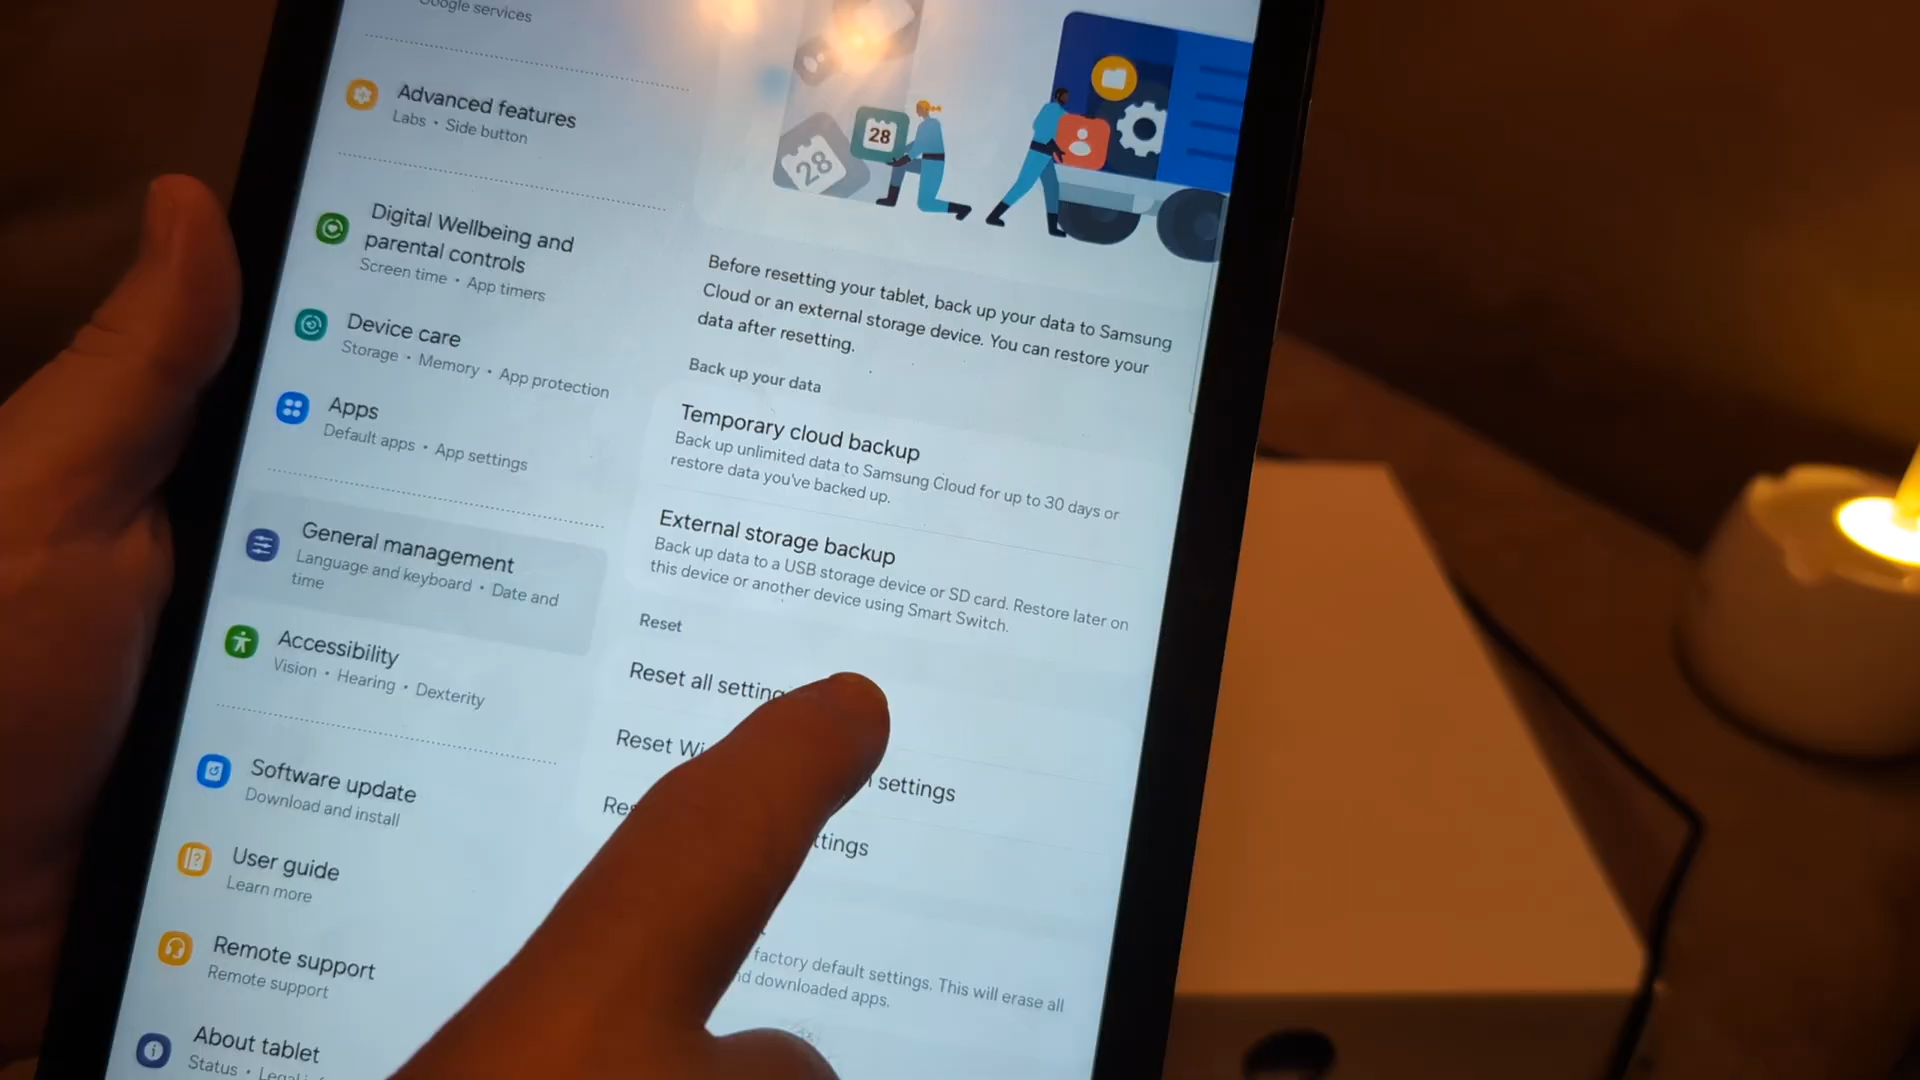 Google services
Advanced features
Labs • Side button
Digital Wellbeing and
parental controls
Screen time • App timers
Device care
Storage • Memory • App protection
Apps
Default apps • App settings
General management
Language and keyboard • Date and
time
Accessibility
Vision • Hearing • Dexterity
Software update
Download and install
User guide
Learn more
Remote support
Remote support
About tablet
Status •
28
28
Before resetting your tablet, back up your data to Samsung
Cloud or an external storage device. You can restore your
data after resetting.
Back up your data
Temporary cloud backup
Back up unlimited data to Samsung Cloud for up to 30 days or
restore data you've backed up.
External storage backup
Back up data to a USB storage device or SD card. Restore later on
this device or another device using Smart Switch.
Reset
Reset all setting
Reset Wi settings
Res ttings
factory default settings. This will erase all
nd downloaded apps.